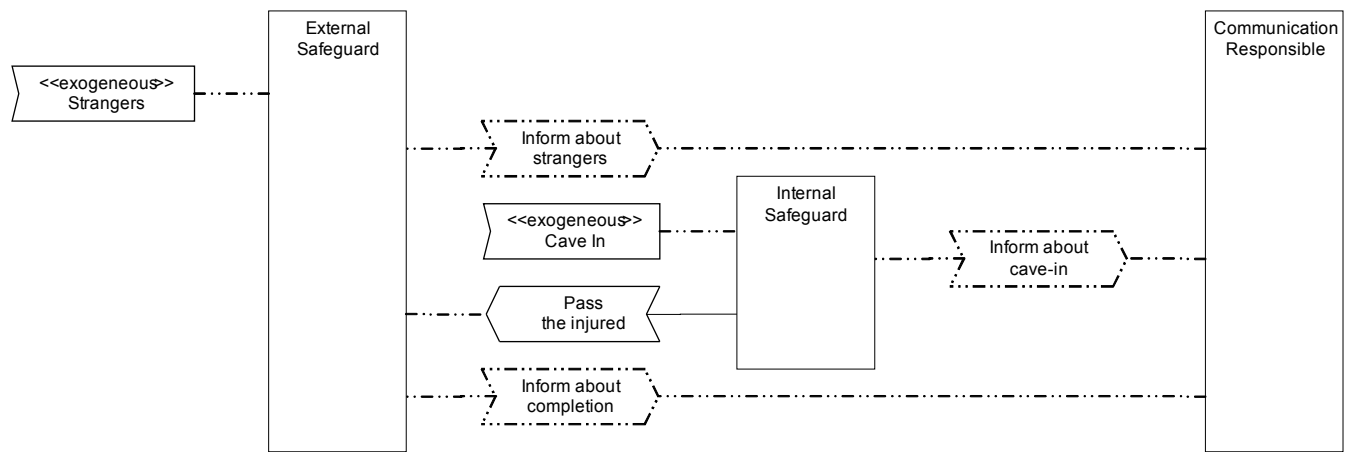 External
Safeguard
Communication
Responsible
<<exogeneous>>
Strangers
Inform about
strangers
Internal
Safeguard
<<exogeneous>>
Cave In
Inform about
cave-in
Pass
the injured
Inform about
completion